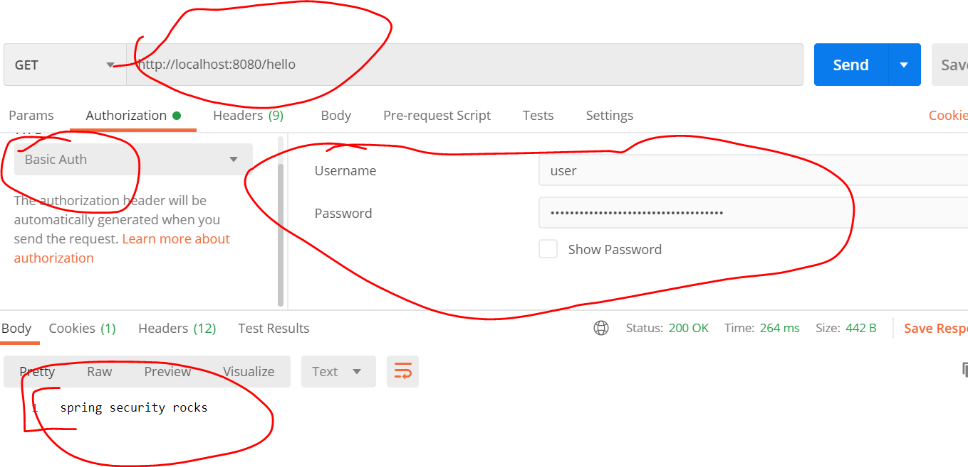 GET http://localhost:8080/hello Send
Params Authorization Headers (9) Body Pre-request Script Tests Settings Cookie
Basic Auth
The authorization header will be
automatically generated when you
send the request. Learn more about
authorization
Username user
Password ••••••••••••••••••••••••••••••••••••
Show Password
Body Cookies (1) Headers (12) Test Results Status: 200 OK Time: 264 ms Size: 442 B Save Resp
Pretty Raw Preview Visualize Text
1 spring security rocks